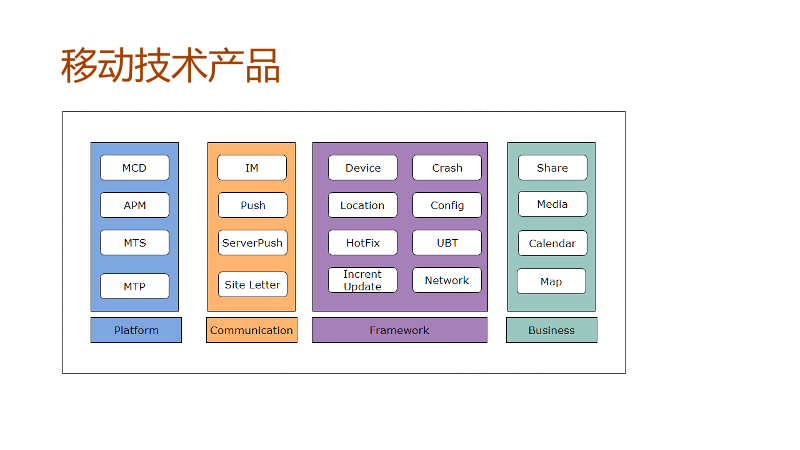 移动技术产品
MCD
APM
MTS
MTP
Platform
IM
Push
ServerPush
Site Letter
Communication
Device
Crash
Location
Config
HotFix
UBT
Incrent
Update
Network
Framework
Share
Media
Calendar
Map
Business